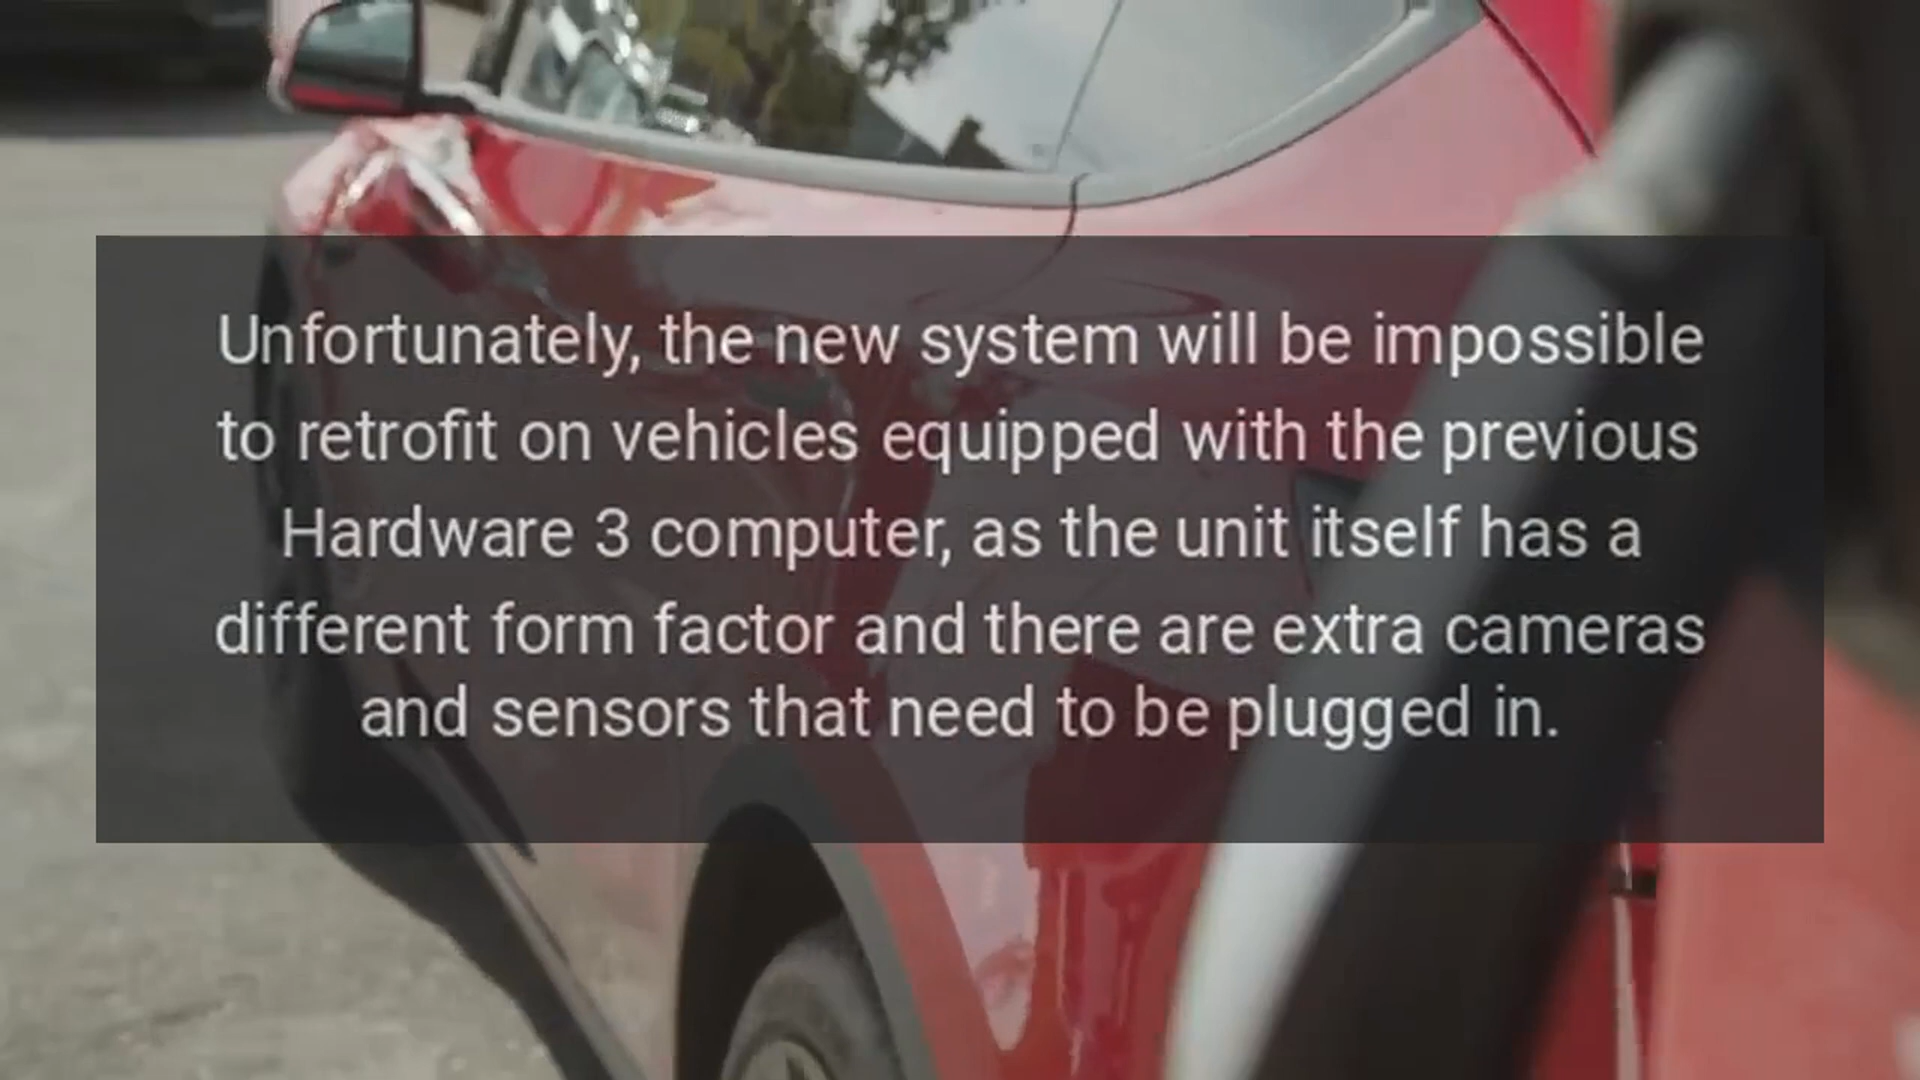 Unfortunately, the new system will be impossible
to retrofit on vehicles equipped with the previous
Hardware 3 computer, as the unit itself has a
different form factor and there are extra cameras
and sensors that need to be plugged in.